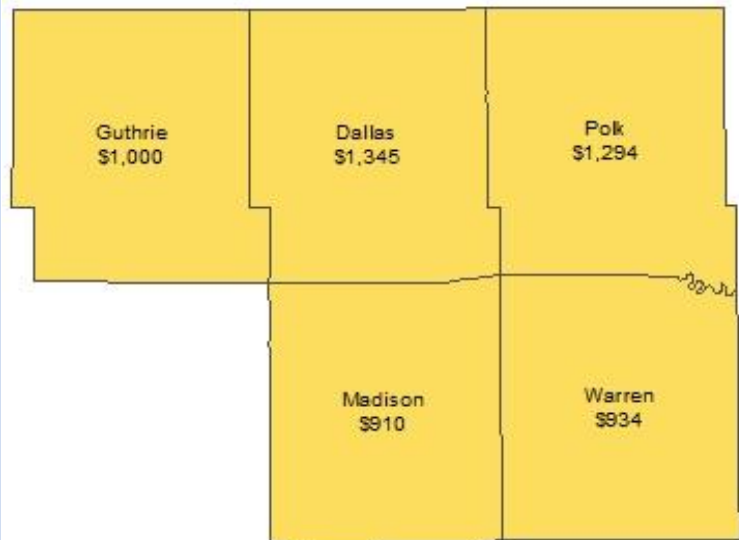 Guthrie
$1,000
Dallas
$1,345
Polk
$1,294
Madison
$910
Warren
$934